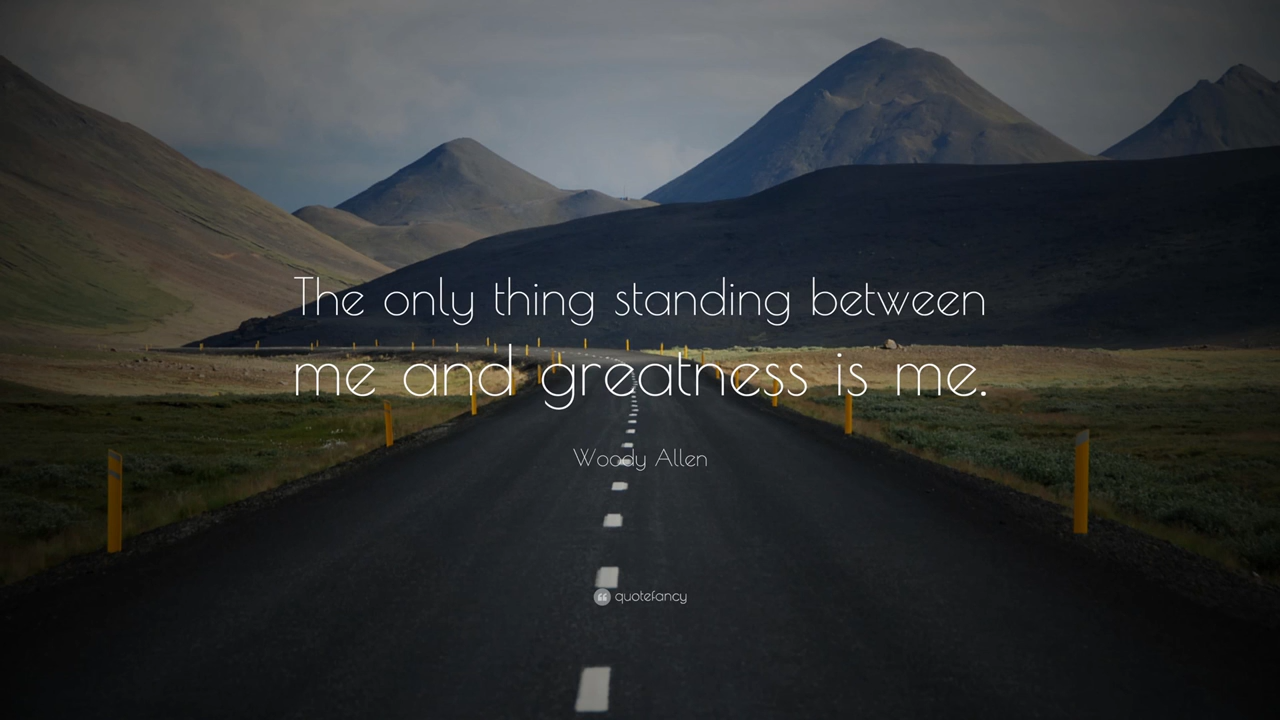 The only thing standing between
me and greatness is me.
Woody Allen
quotefancy